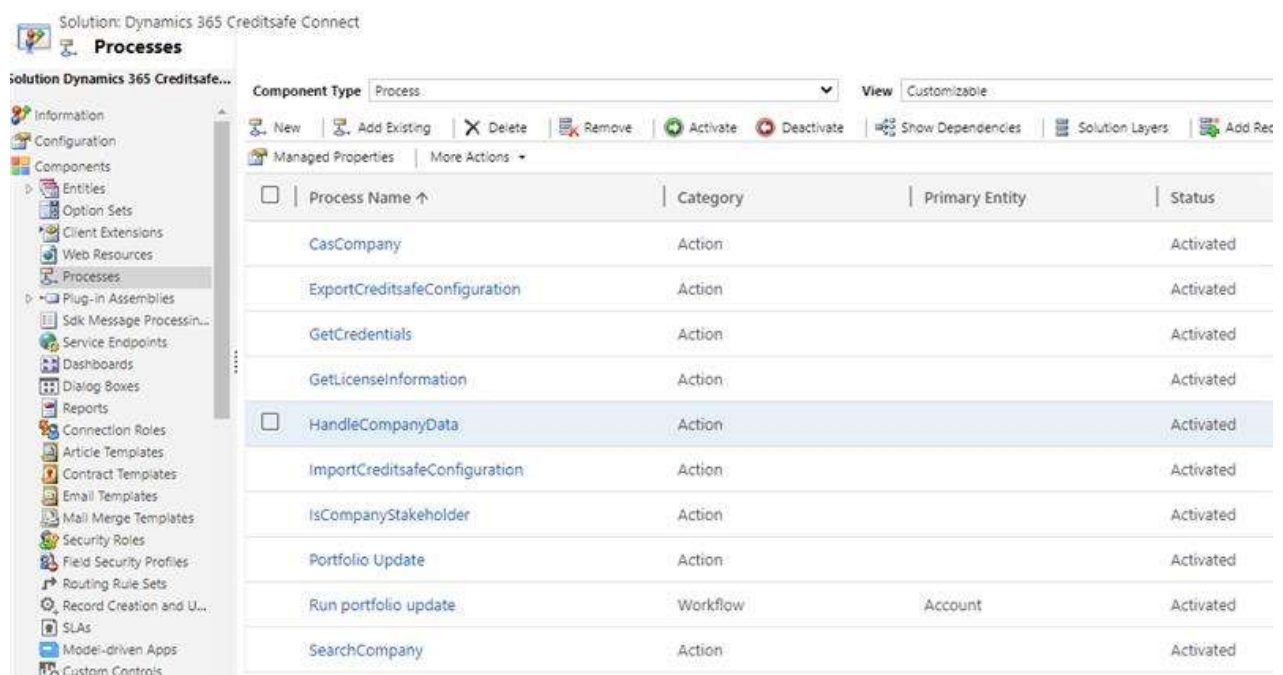 Solution: Dynamics 365 Creditsafe Connect
Processes
Solution Dynamics 365 Creditsafe...
Information
Configuration
Components
Entities
Option Sets
Client Extensions
Web Resources
Processes
Plug-in Assemblies
Sdk Message Processin...
Service Endpoints
Dashboards
Dialog Boxes
Reports
Connection Roles
Article Templates
Contract Templates
Email Templates
Mail Merge Templates
Security Roles
Field Security Profiles
Routing Rule Sets
Record Creation and U...
SLAs
Model-driven Apps
Custom Controls
Component Type Process View Customizable
New Add Existing Delete Remove Activate Deactivate Show Dependencies Solution Layers Add Rec
Managed Properties More Actions
Process Name ↑ Category Primary Entity Status
CasCompany Action Activated
ExportCreditsafeConfiguration Action Activated
GetCredentials Action Activated
GetLicenseInformation Action Activated
HandleCompanyData Action Activated
ImportCreditsafeConfiguration Action Activated
IsCompanyStakeholder Action Activated
Portfolio Update Action Activated
Run portfolio update Workflow Account Activated
SearchCompany Action Activated